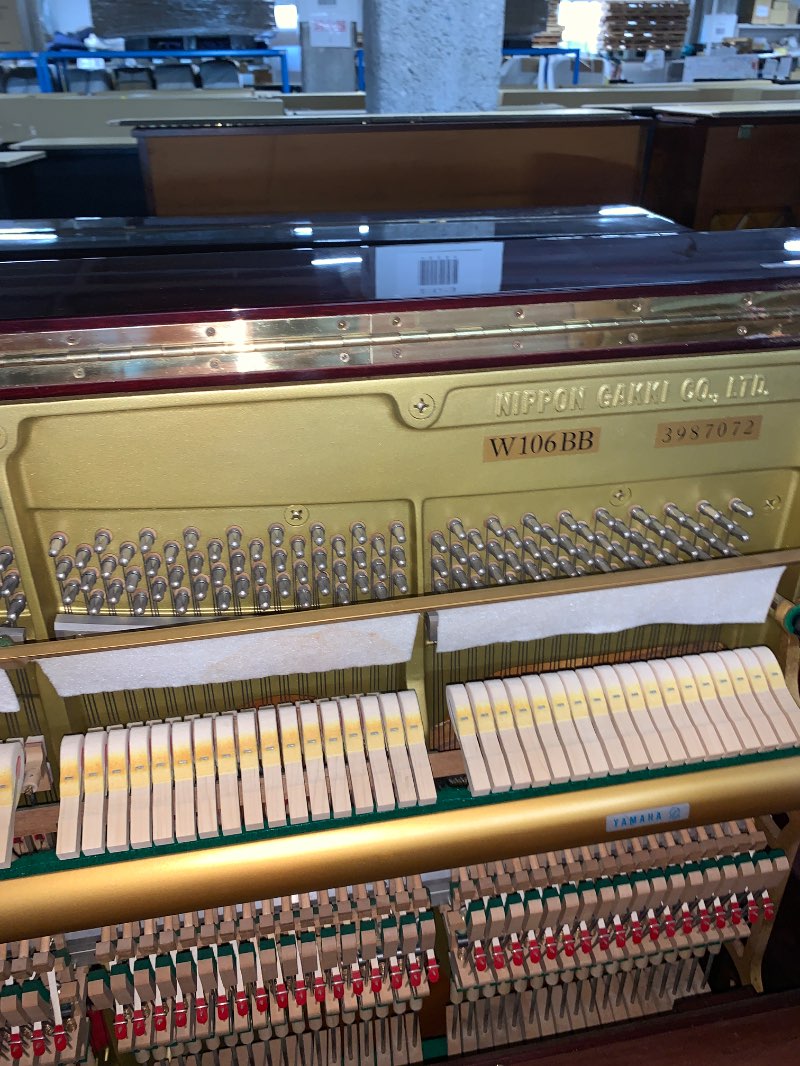 NIPPON GAKKI CO., LTD.
W106BB
3987072
YAMAHA